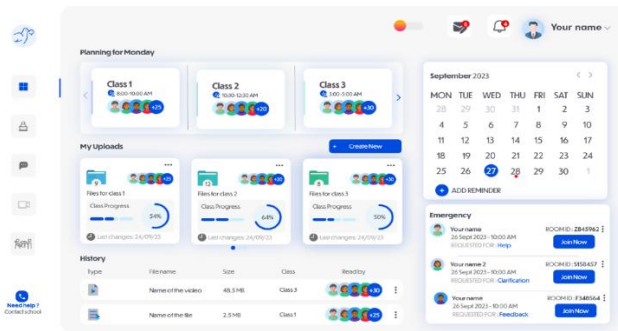 Your name
Planning for Monday
Class 1
8:00-10:00 AM
+25
Class 2
10:30-12:30 AM
+20
Class 3
+30
My Uploads
+ Create New
9
Files for class 1
Class Progress
34%
Last changes: 24/09/23
12
+20
Files for class 2
Class Progress
64%
Last changes: 24/09/23
8
Files for class 3
Class Progress
50%
Last changes: 24/09/23
History
Type File name Size Class Read by
Name of the video 48.5 MB Class 3 +30
Name of the file 2.5 MB Class 1 +25
Need help ?
Contact school
September 2023
MON TUE WED THU FRI SAT SUN
28 29 30 31 1 2 3
4 5 6 7 8 9 10
11 12 13 14 15 16 17
18 19 20 21 22 23 24
25 26 27 28 29 30 1
+ ADD REMINDER
Emergency
Your name ROOM ID : ZB45962
26 Sept 2023 - 10:00 AM
REQUESTED FOR : Help
Join Now
Your name 2 ROOM ID : S158457
26 Sept 2023 - 10:00 AM
REQUESTED FOR : Clarification
Join Now
Your name ROOM ID : F348564
26 Sept 2023 - 10:00 AM
REQUESTED FOR : Feedback
Join Now